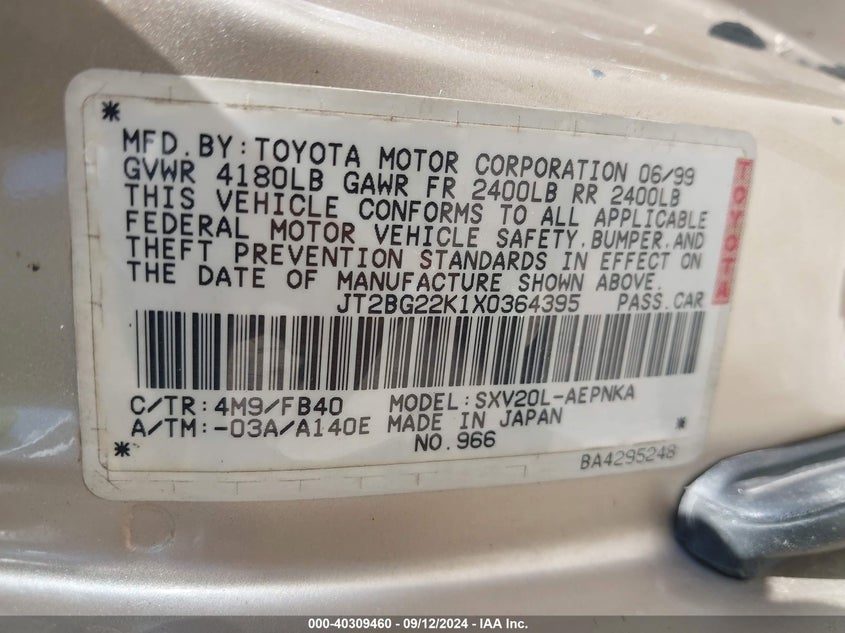 MFD. BY: TOYOTA MOTOR CORPORATION 06/99
GVWR 4180LB GAWR FR 2400LB RR 2400LB
THIS VEHICLE CONFORMS TO ALL APPLICABLE
FEDERAL MOTOR VEHICLE SAFETY, BUMPER, AND
THEFT PREVENTION STANDARDS IN EFFECT ON
THE DATE OF MANUFACTURE SHOWN ABOVE.
JT2BG22K1X0364395 PASS. CAR
C/TR: 4M9/FB40 MODEL: SXV20L-AEPNKA
A/TM: -03A/A140E MADE IN JAPAN
NO. 966
BA4295248
TOYOTA
000-40309460 - 09/12/2024 - IAA Inc.